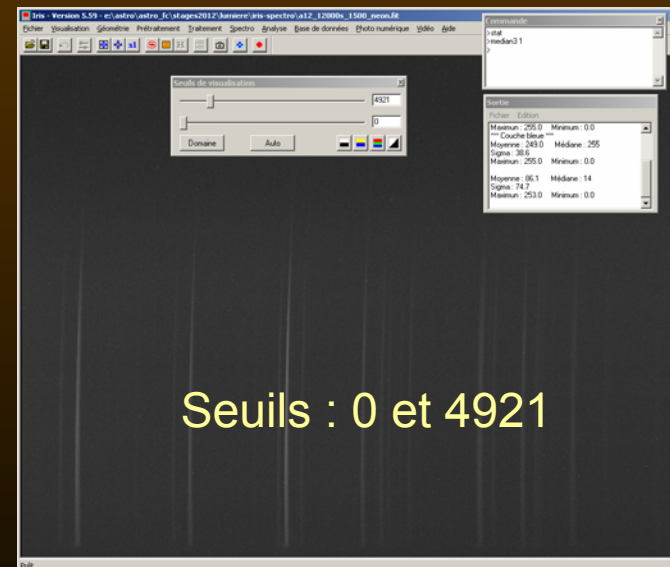 Iris - Version 5.59 - e:\astro\astro_fc\stages2012\lumiere\iris-spectro\a12_12000s_1500_neon.fit
Fichier Visualisation Géométrie Prétraitement Traitement Spectro Analyse Base de données Photo numérique Vidéo Aide
Commande
>stat
>median3 1
>
Seuils de visualisation
4921
0
Domaine Auto
Sortie
Fichier Edition
Maximun : 255.0 Minimum : 0.0
*** Couche bleue ***
Moyenne : 249.0 Médiane : 255
Sigma : 38.6
Maximun : 255.0 Minimum : 0.0
Moyenne : 86.1 Médiane : 14
Sigma : 74.7
Maximun : 253.0 Minimum : 0.0
Seuils : 0 et 4921
Prêt